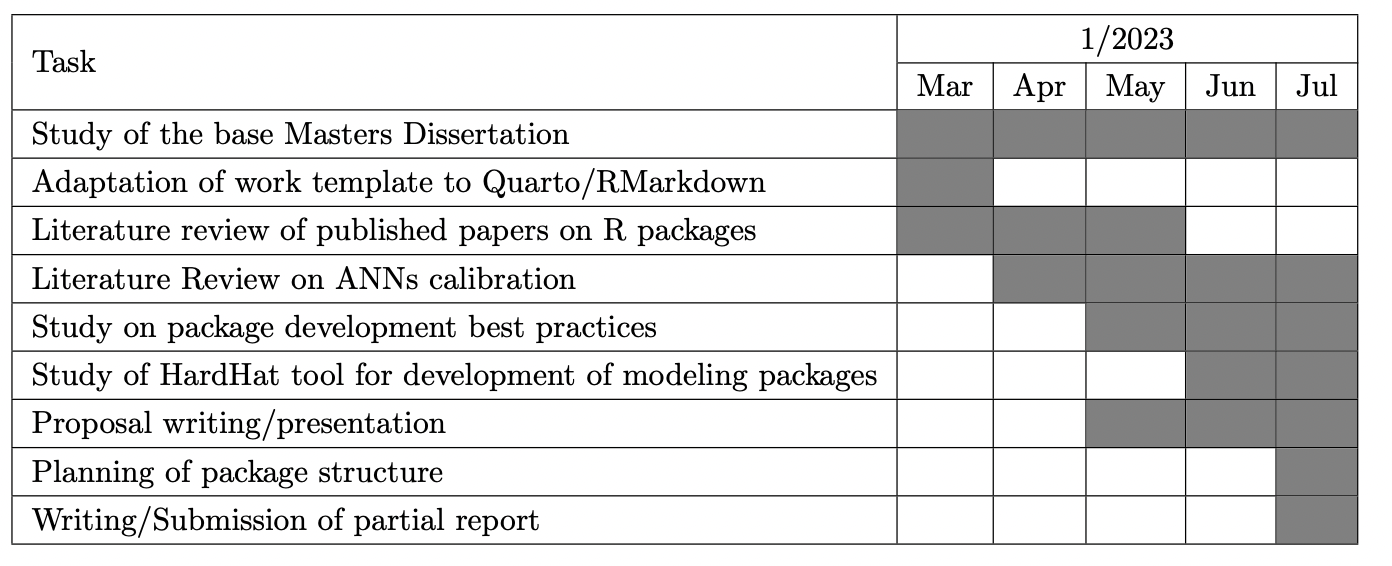 Task
1/2023
Mar Apr May Jun Jul
Study of the base Masters Dissertation
Adaptation of work template to Quarto/RMarkdown
Literature review of published papers on R packages
Literature Review on ANNs calibration
Study on package development best practices
Study of HardHat tool for development of modeling packages
Proposal writing/presentation
Planning of package structure
Writing/Submission of partial report